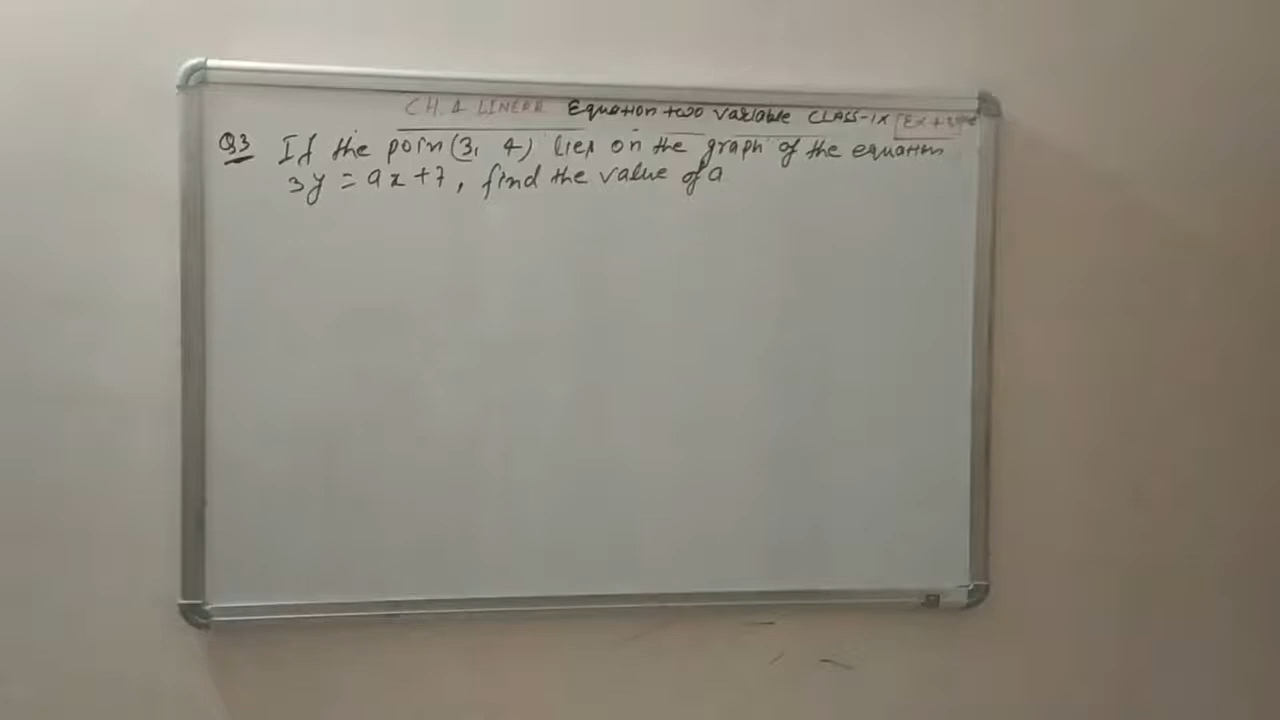 CH.4 LINEAR Equation two variable CLASS-IX
Q3 If the poin (3, 4) lies on the graph of the equation
3y = ax + 7, find the value of a